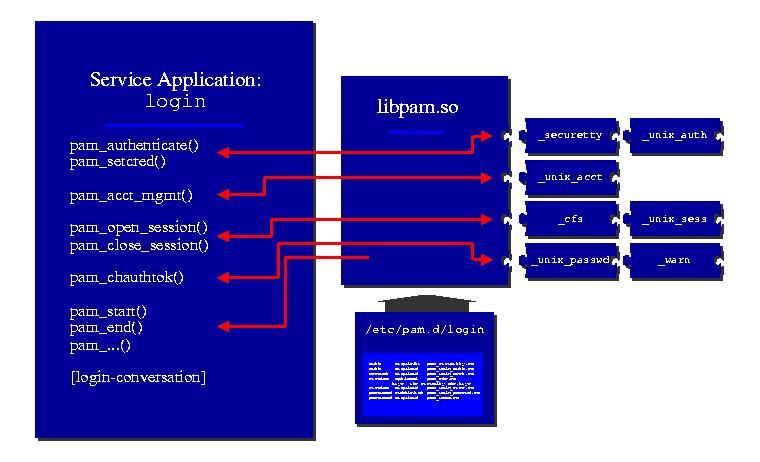 Service Application:
login
pam_authenticate()
pam_setcred()
pam_acct_mgmt()
pam_open_session()
pam_close_session()
pam_chauthtok()
pam_start()
pam_end()
pam_...()
[login-conversation]
libpam.so
_securetty
_unix_auth
_unix_acct
_cfs
_unix_sess
_unix_passwd
_warn
/etc/pam.d/login